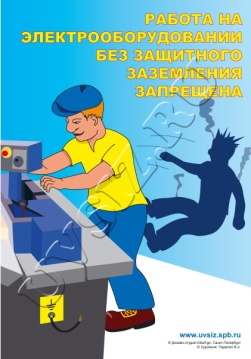 РАБОТА НА
ЭЛЕКТРООБОРУДОВАНИИ
БЕЗ ЗАЩИТНОГО
ЗАЗЕМЛЕНИЯ
ЗАПРЕЩЕНА
www.uvsiz.spb.ru